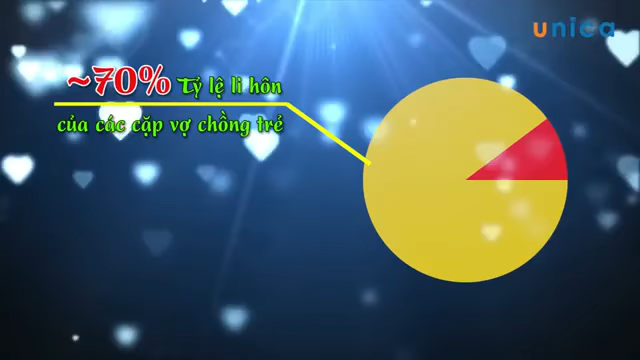 unica
~70% Tỷ lệ li hôn
của các cặp vợ chồng trẻ